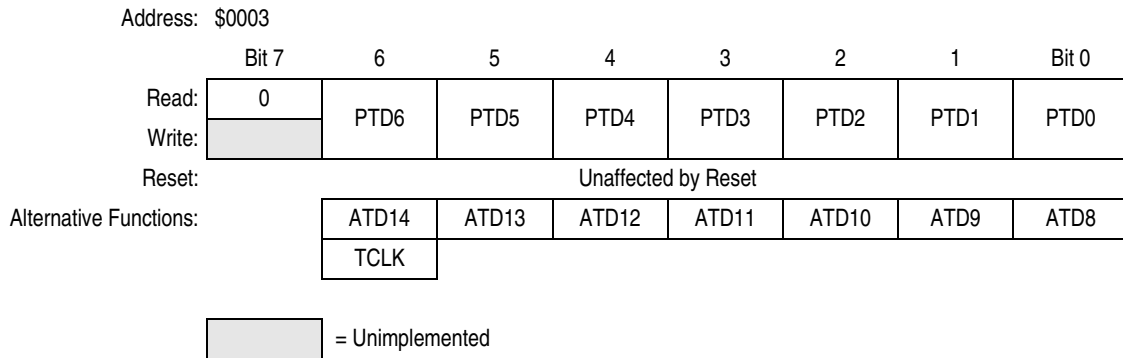 Address: $0003
Bit 7 6 5 4 3 2 1 Bit 0
Read: 0 PTD6 PTD5 PTD4 PTD3 PTD2 PTD1 PTD0
Write:
Reset: Unaffected by Reset
Alternative Functions: ATD14 ATD13 ATD12 ATD11 ATD10 ATD9 ATD8
TCLK
= Unimplemented